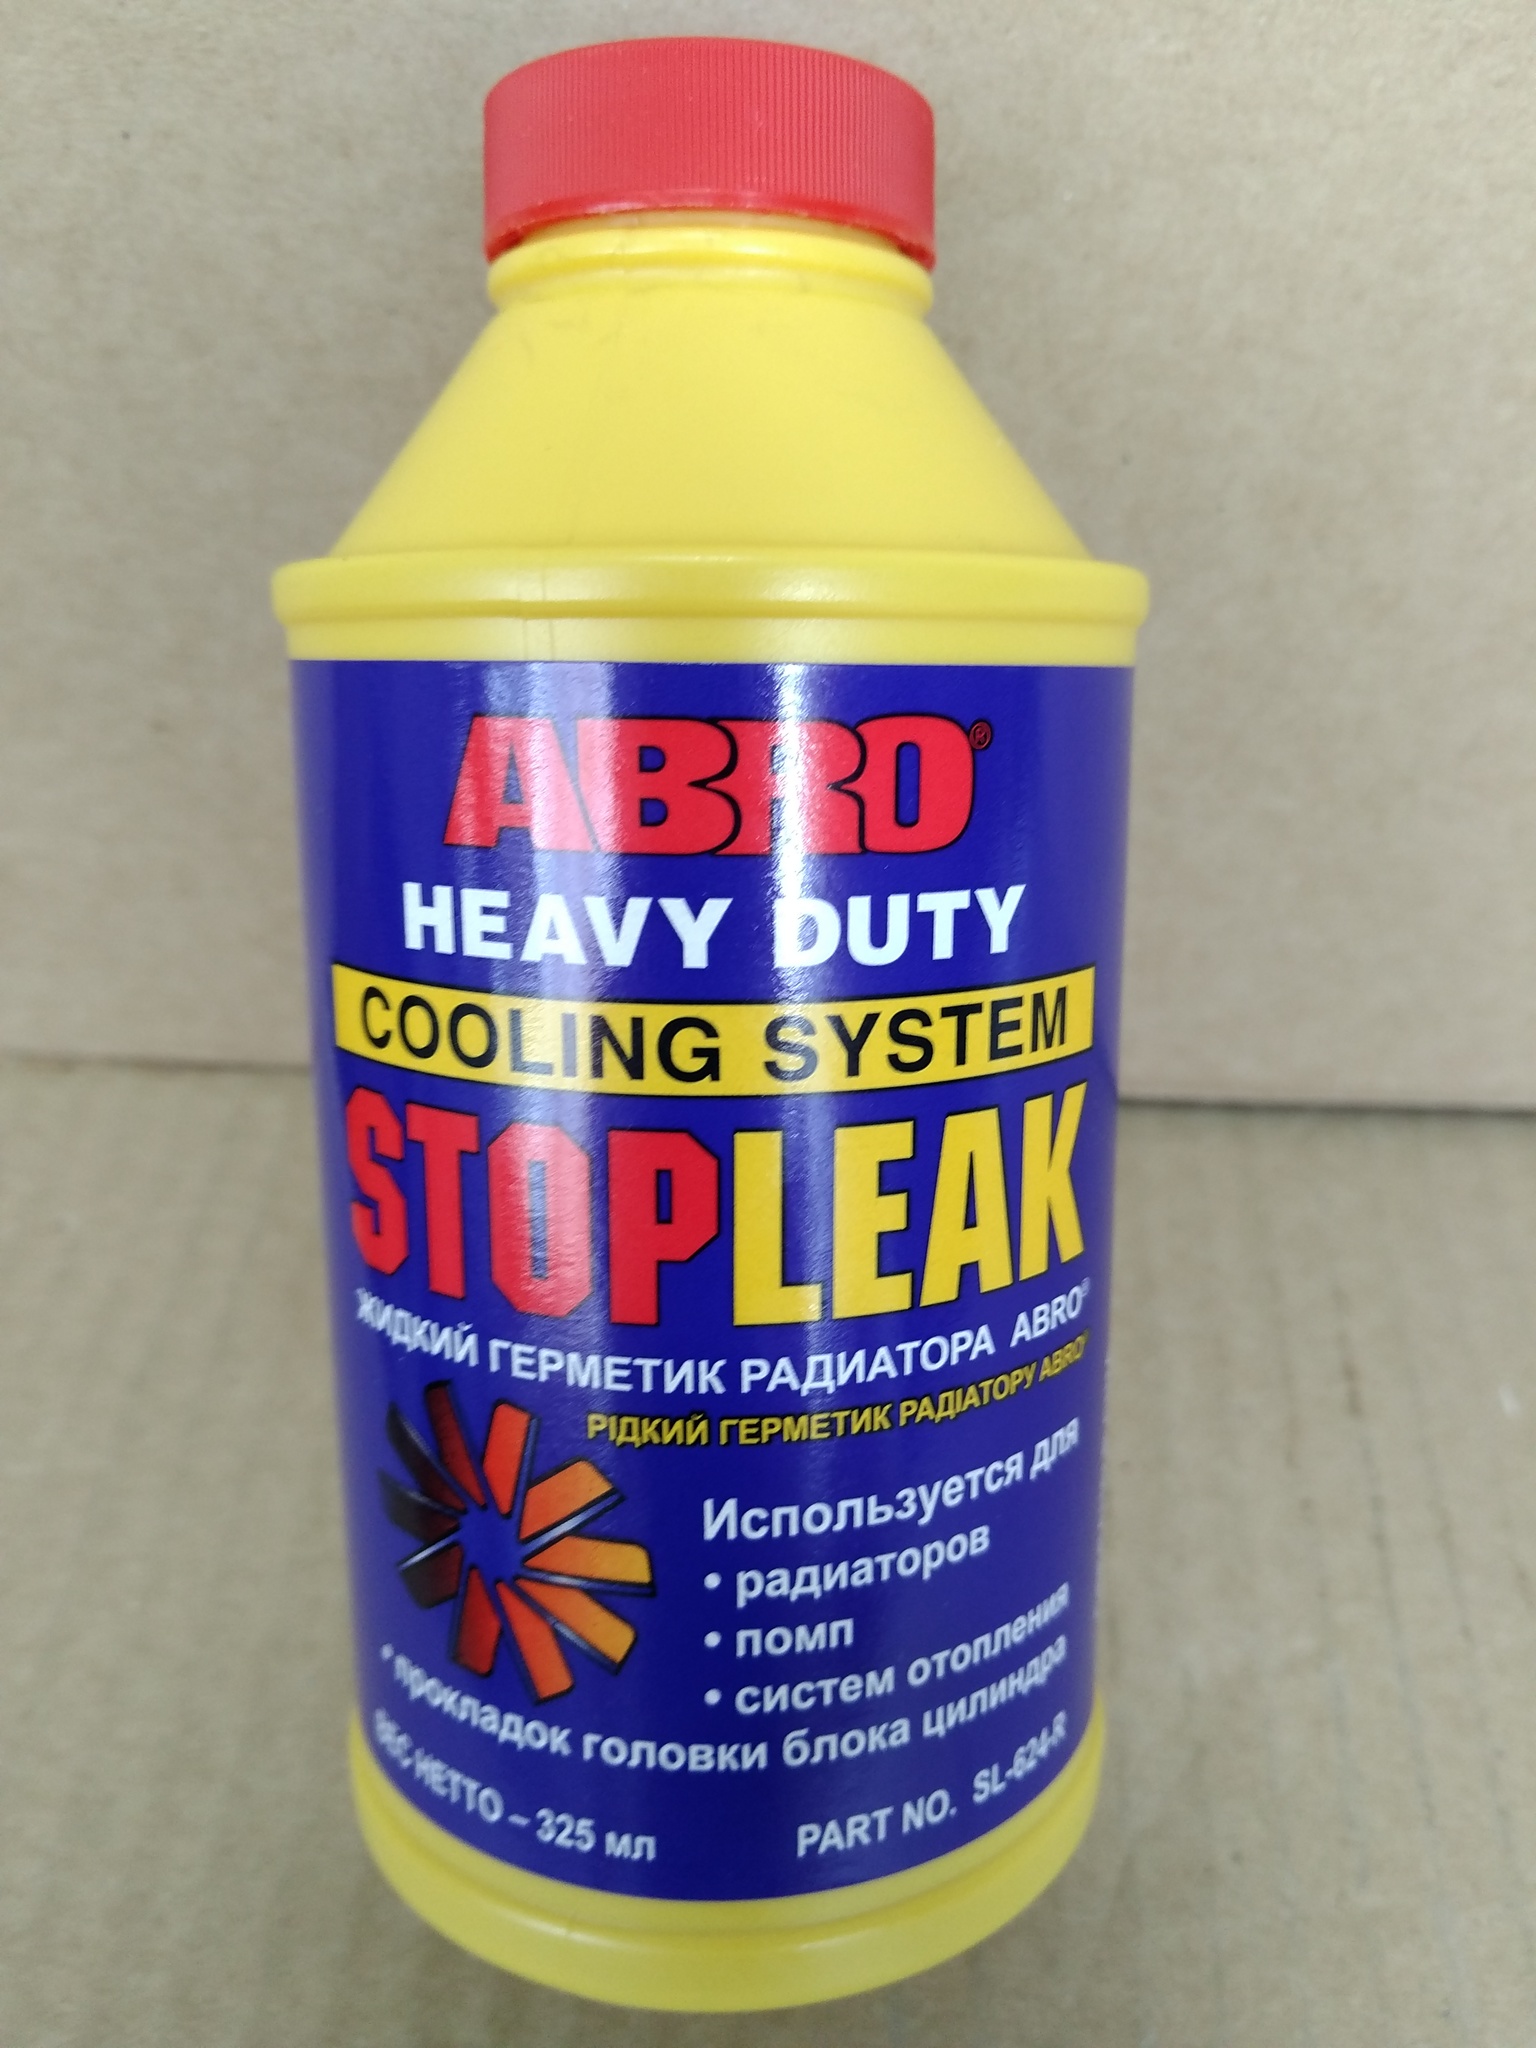 ABRO®
HEAVY DUTY
COOLING SYSTEM
STOPLEAK
ЖИДКИЙ ГЕРМЕТИК РАДИАТОРА ABRO®
РІДКИЙ ГЕРМЕТИК РАДІАТОРУ ABRO®
Используется для
• радиаторов
• помп
• систем отопления
• прокладок головки блока цилиндра
ВЕС НЕТТО – 325 мл
PART NO. SL-624-R